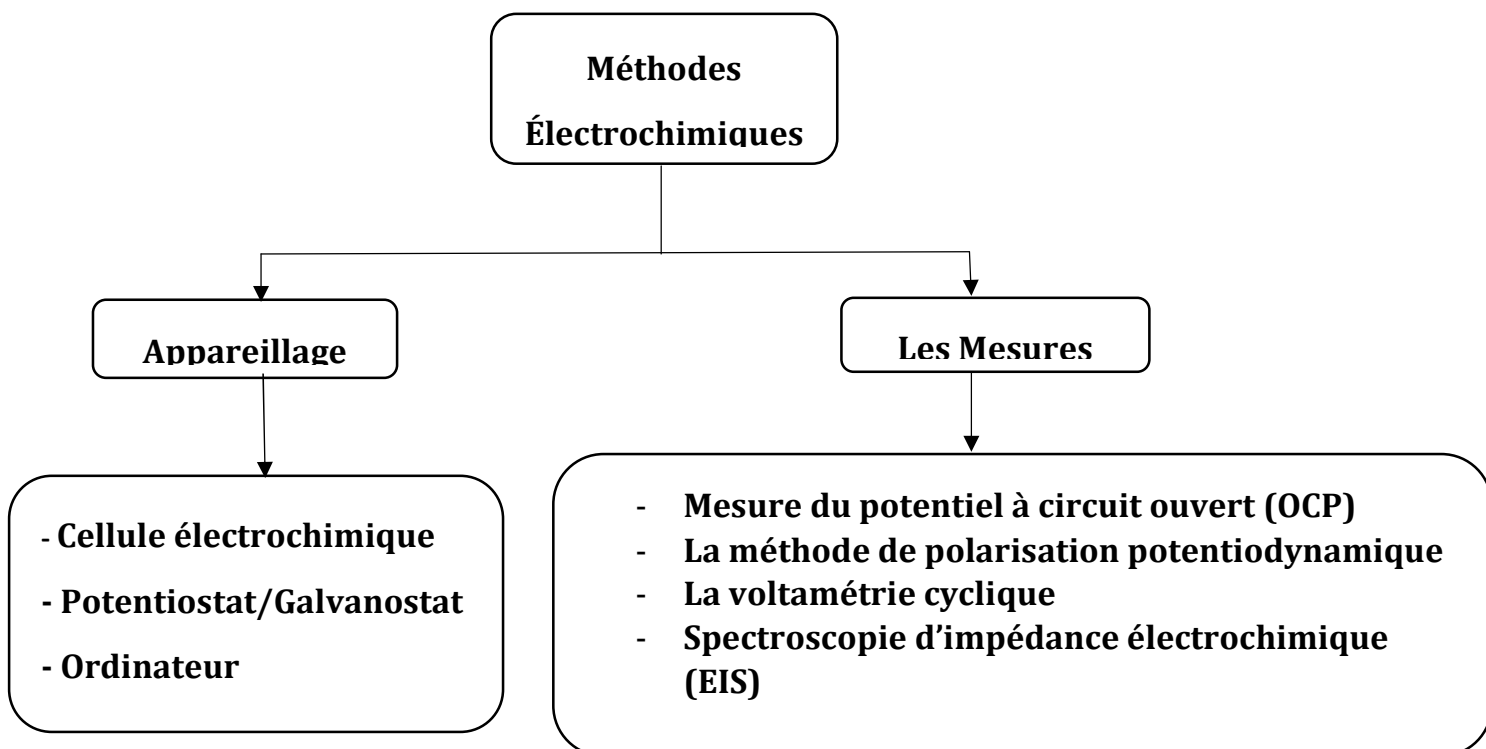 Méthodes
Électrochimiques
Appareillage
Les Mesures
- Cellule électrochimique
- Potentiostat/Galvanostat
- Ordinateur
- Mesure du potentiel à circuit ouvert (OCP)
- La méthode de polarisation potentiodynamique
- La voltamétrie cyclique
- Spectroscopie d’impédance électrochimique
(EIS)